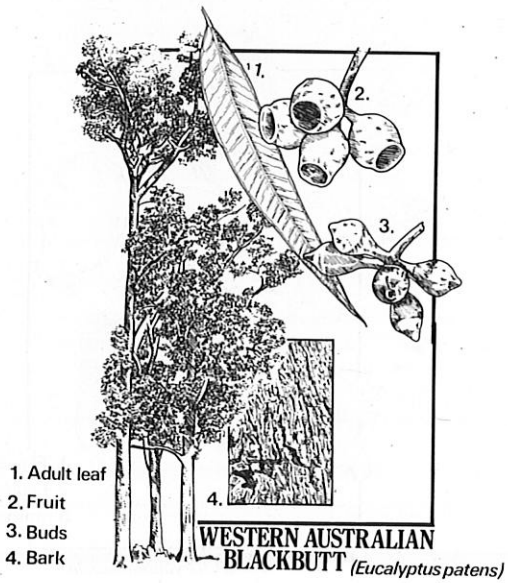 1.
2.
3.
4.
1. Adult leaf
2. Fruit
3. Buds
4. Bark
WESTERN AUSTRALIAN
BLACKBUTT (Eucalyptus patens)